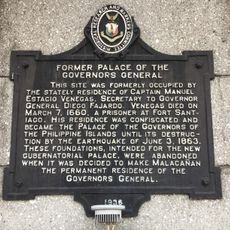 FORMER PALACE OF THE
GOVERNORS GENERAL
THIS SITE WAS FORMERLY OCCUPIED BY
THE STATELY RESIDENCE OF CAPTAIN MANUEL
ESTACIO VENEGAS, SECRETARY TO GOVERNOR
GENERAL DIEGO FAJARDO. VENEGAS DIED ON
MARCH 7, 1660, A PRISONER AT FORT SAN-
TIAGO. HIS RESIDENCE WAS CONFISCATED AND
BECAME THE PALACE OF THE GOVERNORS OF
THE PHILIPPINE ISLANDS UNTIL ITS DESTRUC-
TION BY THE EARTHQUAKE OF JUNE 3, 1863.
THESE FOUNDATIONS, INTENDED FOR THE NEW
GUBERNATORIAL PALACE, WERE ABANDONED
WHEN IT WAS DECIDED TO MAKE MALACAÑAN
THE PERMANENT RESIDENCE OF THE
GOVERNORS GENERAL.
1936